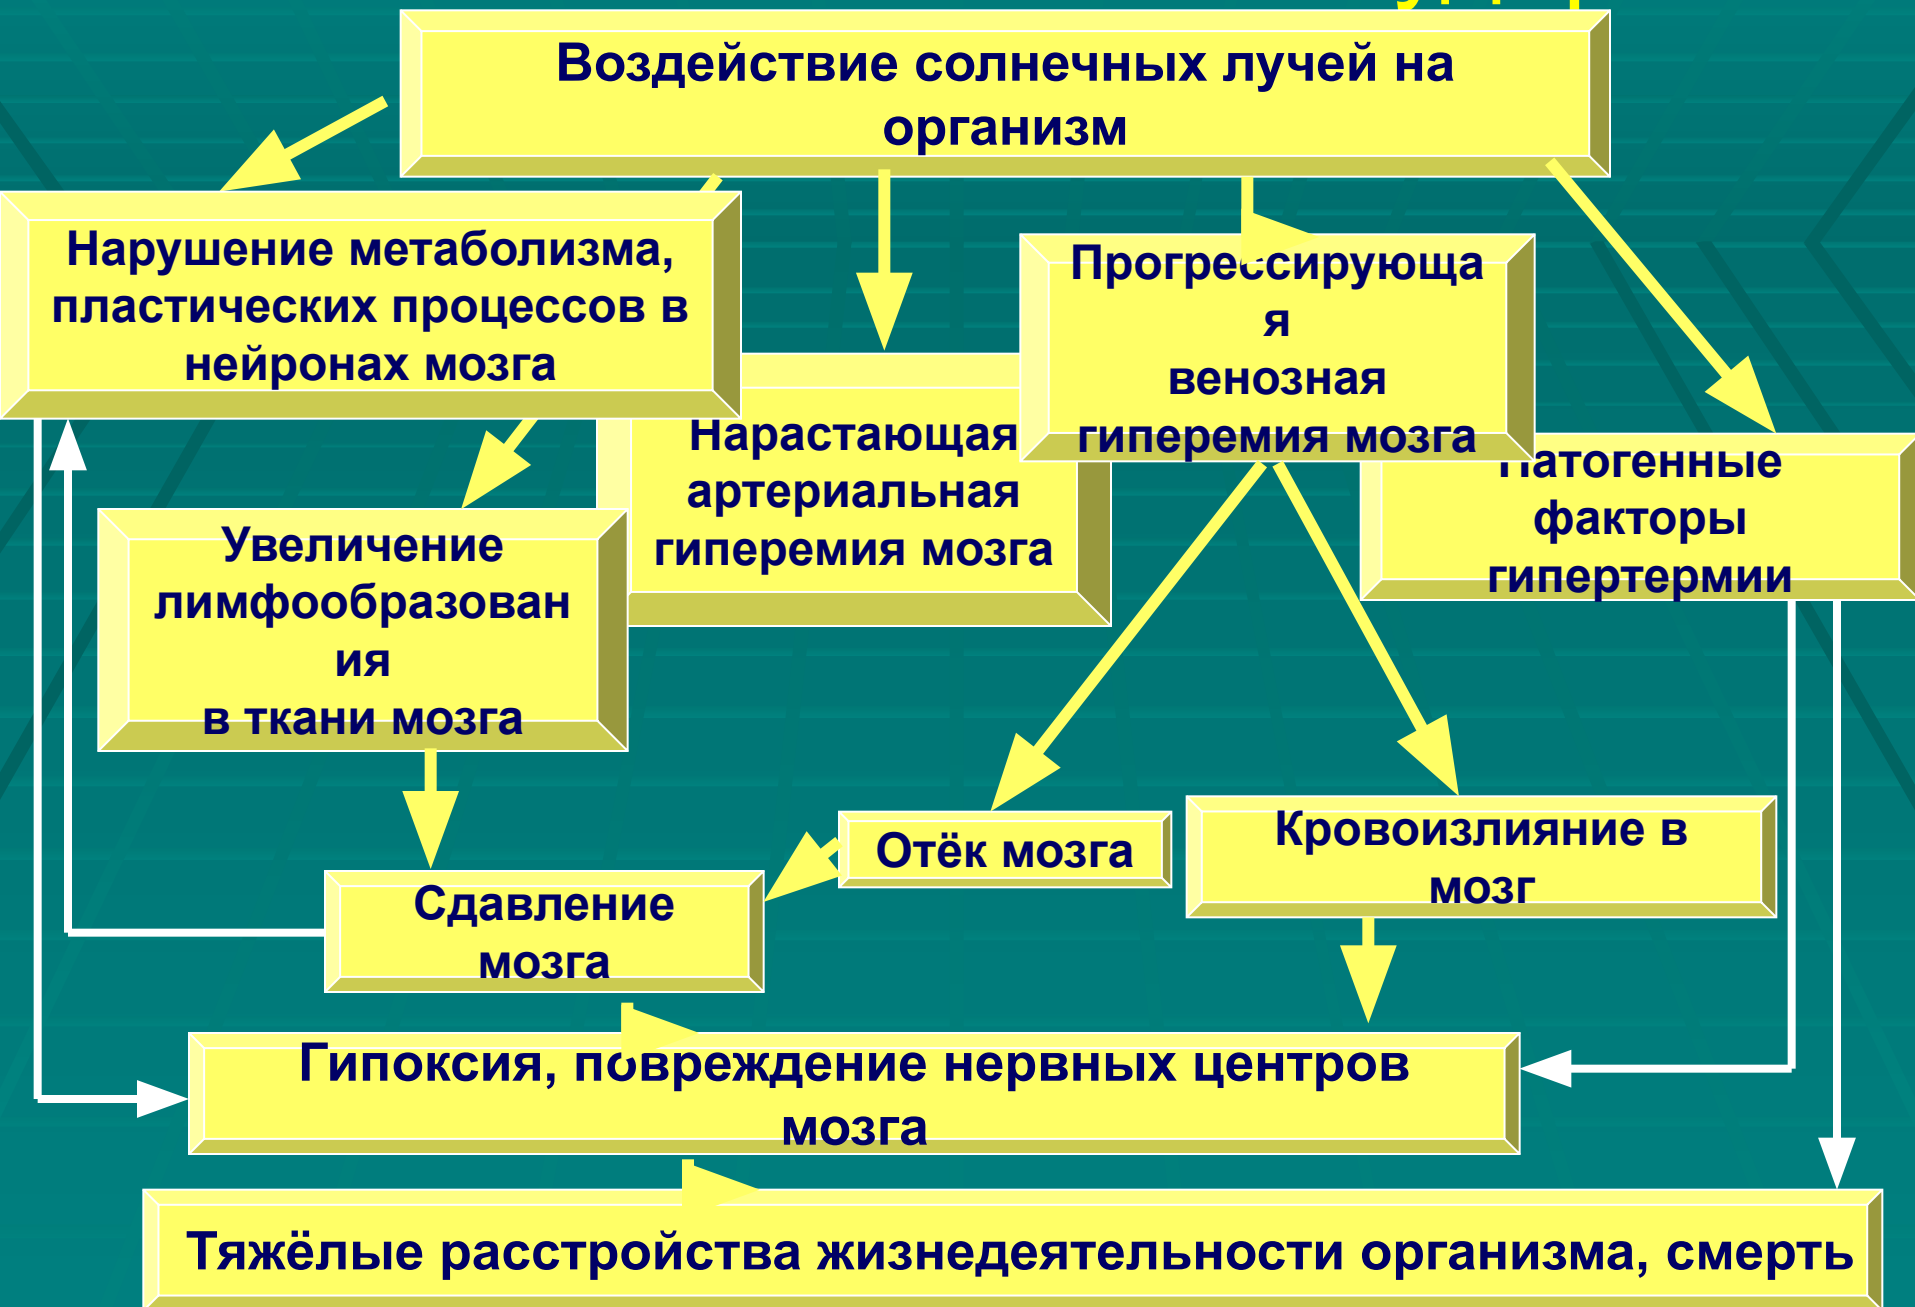 Воздействие солнечных лучей на
организм
Нарушение метаболизма,
пластических процессов в
нейронах мозга
Прогрессирующа
я
венозная
гиперемия мозга
Нарастающая
артериальная
гиперемия мозга
Патогенные
факторы
гипертермии
Увеличение
лимфообразован
ия
в ткани мозга
Отёк мозга
Кровоизлияние в
мозг
Сдавление
мозга
Гипоксия, повреждение нервных центров
мозга
Тяжёлые расстройства жизнедеятельности организма, смерть